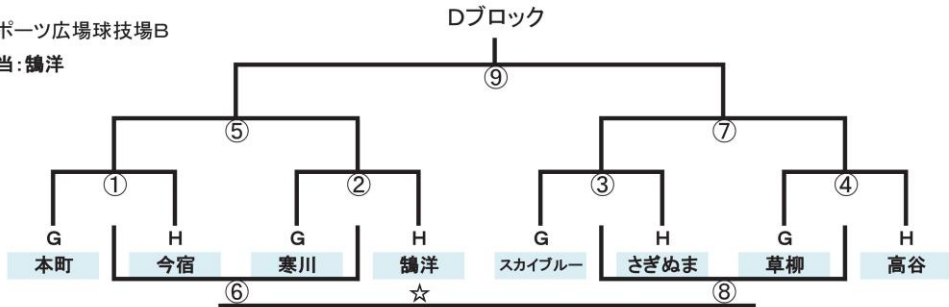 Dブロック
ポーツ広場球技場B
当:鵠洋
⑨
⑤ ⑦
① ② ③ ④
G H G H G H G H
本町 今宿 寒川 鵠洋 スカイブルー さぎぬま 草柳 高谷
⑥ ☆ ⑧